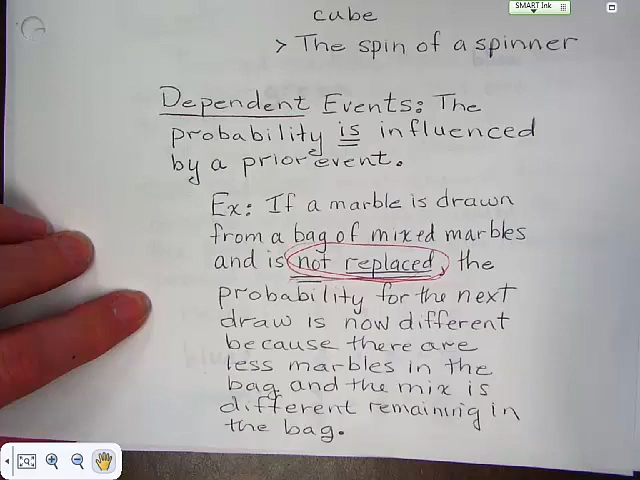 SMART Ink
cube
> The spin of a spinner
Dependent Events: The
probability is influenced
by a prior event.
Ex: If a marble is drawn
from a bag of mixed marbles
and is not replaced, the
probability for the next
draw is now different
because there are
less marbles in the
bag and the mix is
different remaining in
the bag.